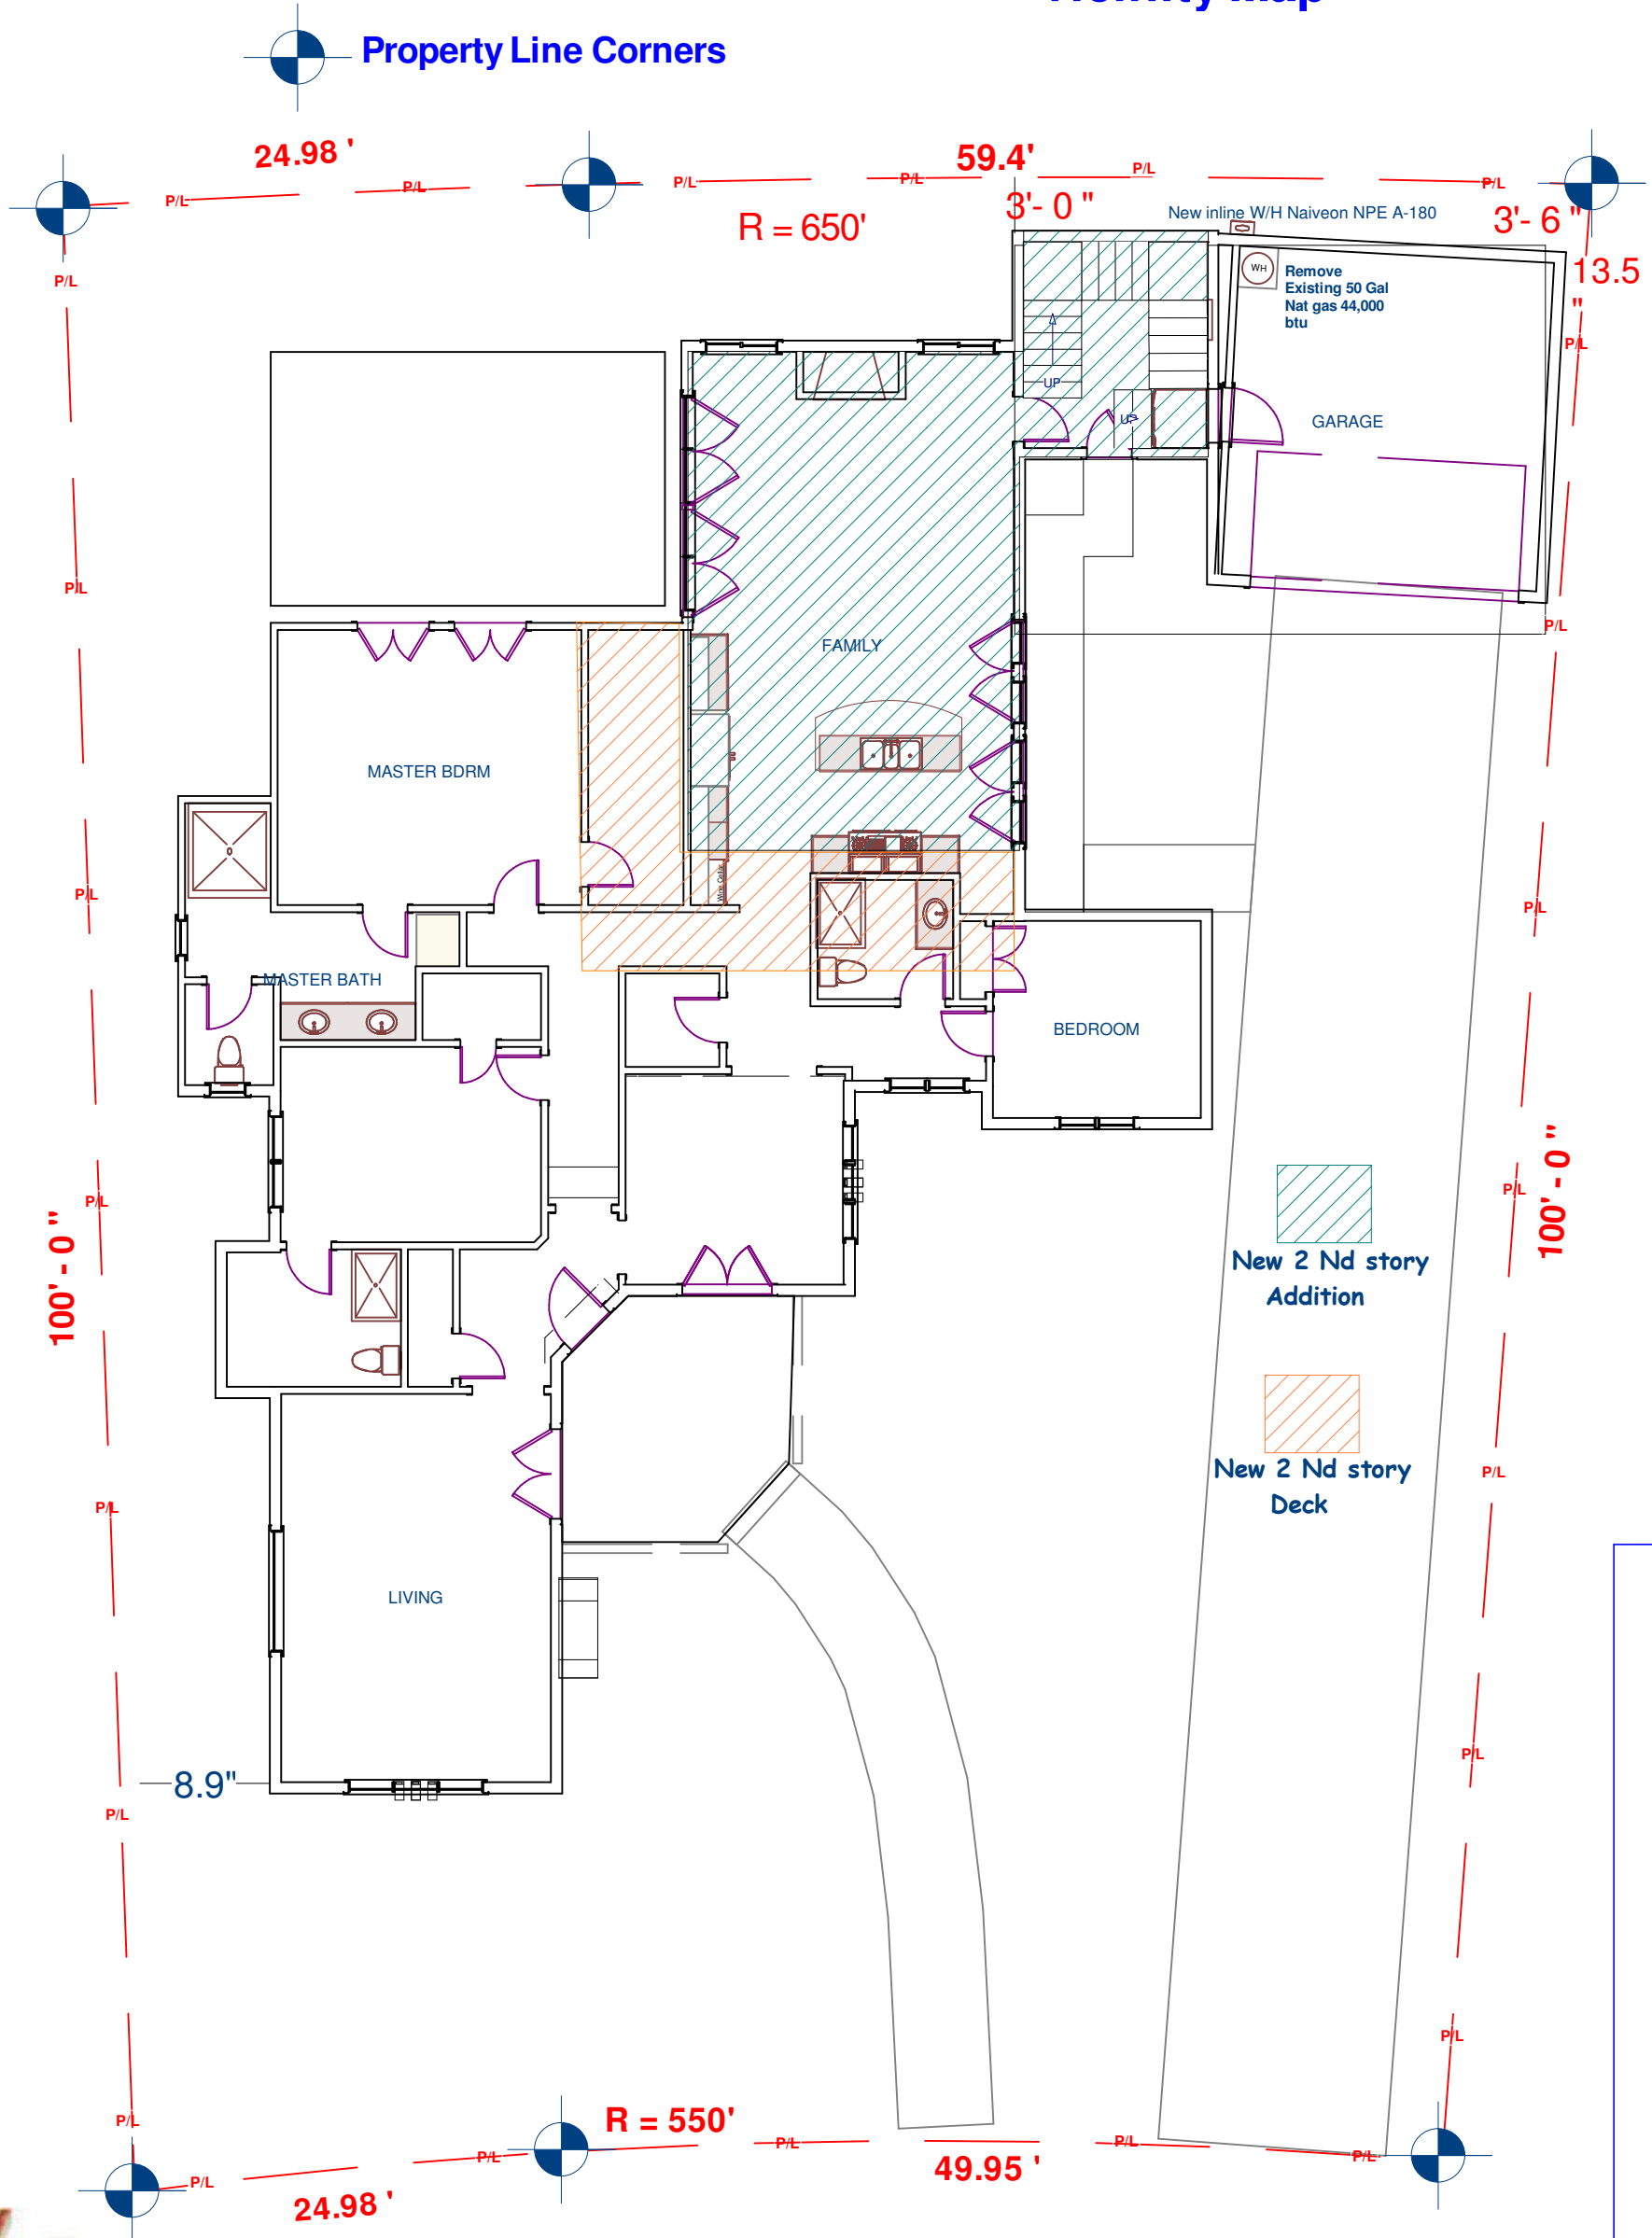 Property Line Corners
24.98 '
59.4'
P/L
P/L
P/L
P/L
P/L
P/L
R = 650'
3'- 0 "
New inline W/H Naiveon NPE A-180
3'- 6 "
13.5
"
P/L
WH
Remove
Existing 50 Gal
Nat gas 44,000
btu
P/L
UP
UP
GARAGE
P/L
P/L
FAMILY
MASTER BDRM
Wine Cellar
P/L
P/L
MASTER BATH
BEDROOM
100' - 0 "
P/L
P/L
100' - 0 "
New 2 Nd story
Addition
New 2 Nd story
Deck
P/L
P/L
LIVING
P/L
8.9"
P/L
P/L
P/L
R = 550'
P/L
P/L
P/L
P/L
P/L
49.95 '
24.98 '